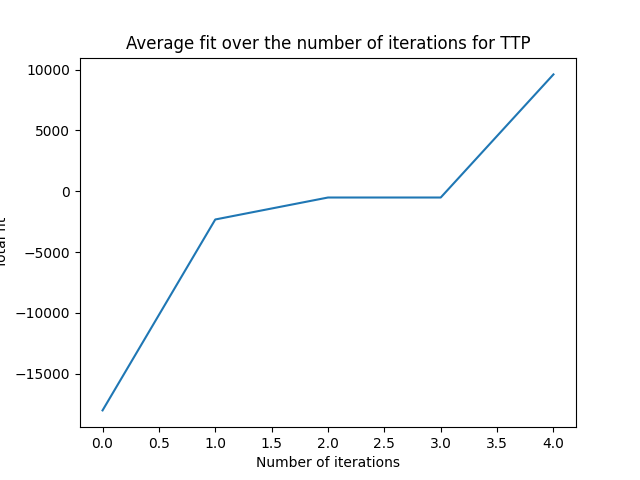 Average fit over the number of iterations for TTP
10000
5000
0
−5000
−10000
−15000
Total fit
0.0 0.5 1.0 1.5 2.0 2.5 3.0 3.5 4.0
Number of iterations